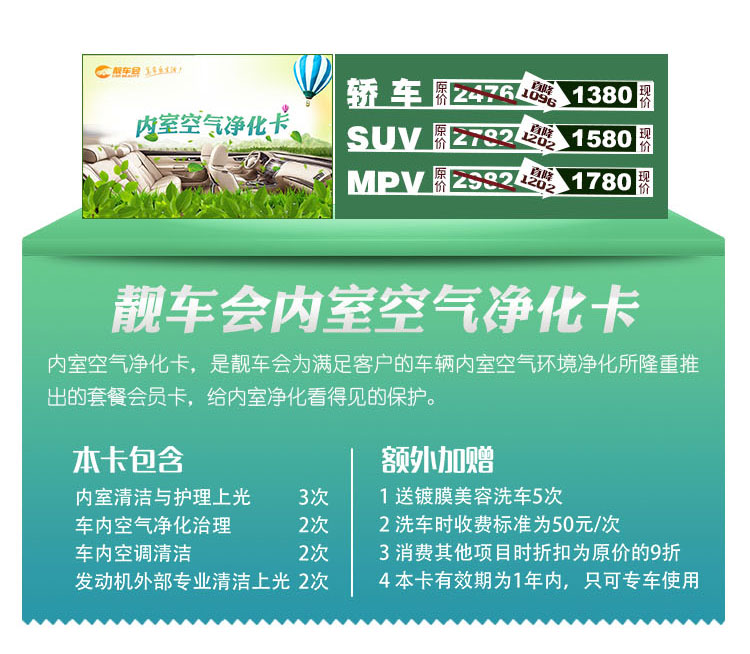 靓车会
内室空气净化卡
轿车 原价 2476 直降 1096 1380 现价
SUV 原价 2782 直降 1202 1580 现价
MPV 原价 2982 直降 1202 1780 现价
靓车会内室空气净化卡
内室空气净化卡，是靓车会为满足客户的车辆内室空气环境净化所隆重推
出的套餐会员卡，给内室净化看得见的保护。
本卡包含
内室清洁与护理上光 3次
车内空气净化治理 2次
车内空调清洁 2次
发动机外部专业清洁上光 2次
额外加赠
1 送镀膜美容洗车5次
2 洗车时收费标准为50元/次
3 消费其他项目时折扣为原价的9折
4 本卡有效期为1年内，只可专车使用